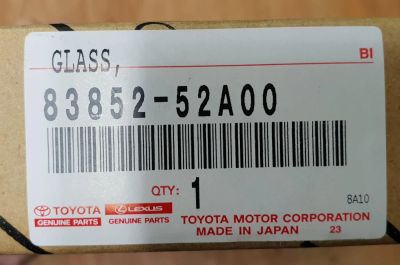 GLASS, B1
83852-52A00
QTY: 1 8A10
TOYOTA LEXUS TOYOTA MOTOR CORPORATION
GENUINE PARTS GENUINE PARTS MADE IN JAPAN 23